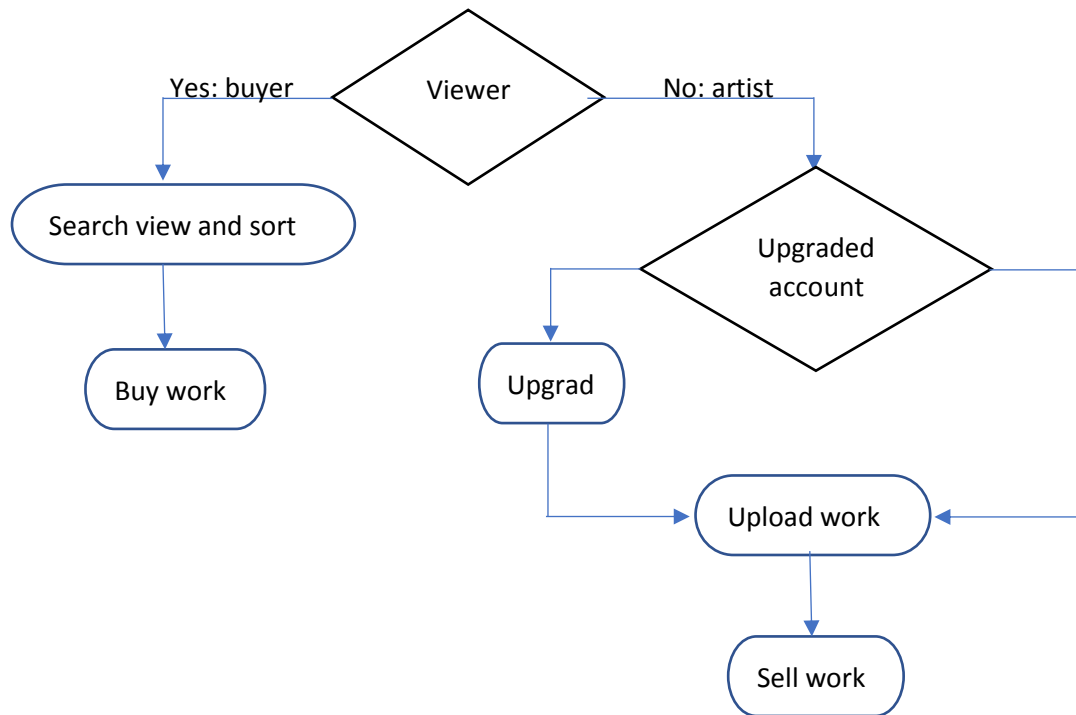 Viewer
Yes: buyer
No: artist
Search view and sort
Upgraded
account
Buy work
Upgrad
Upload work
Sell work